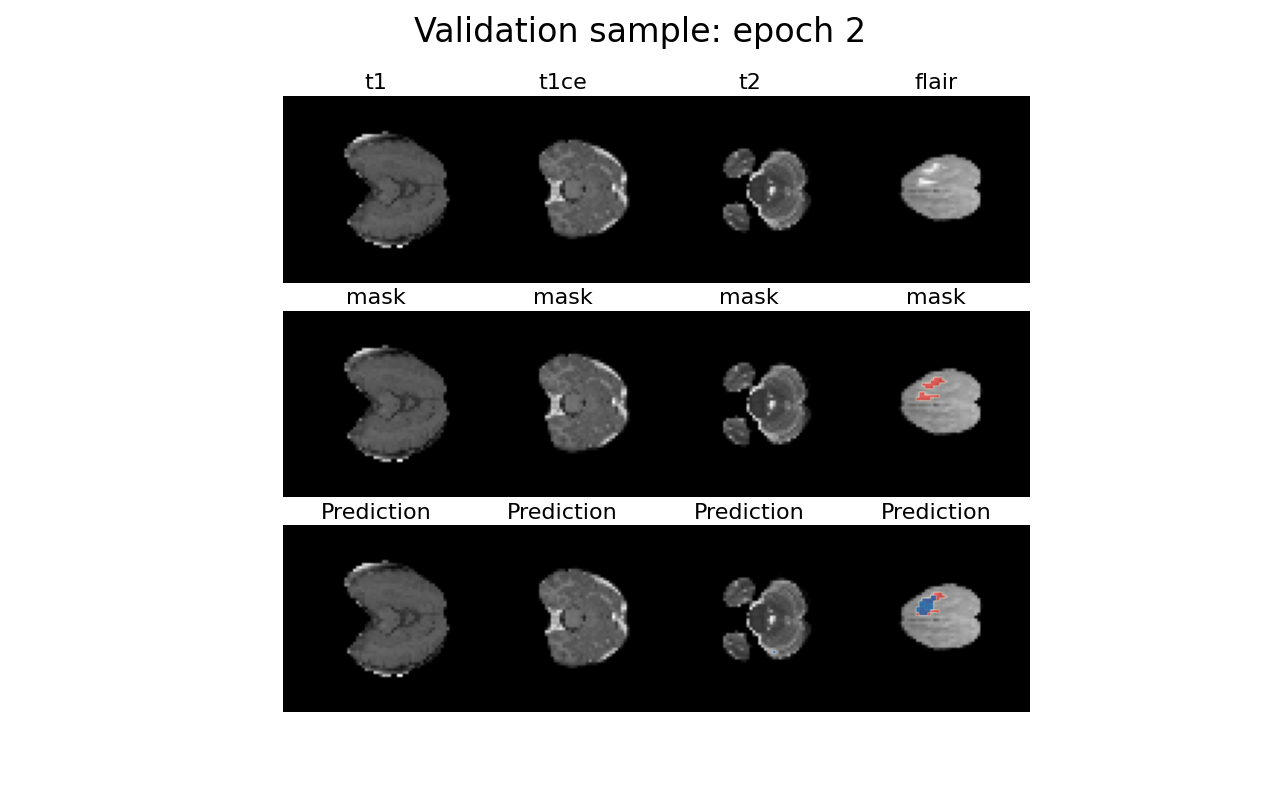 Validation sample: epoch 2
t1 t1ce t2 flair
mask mask mask mask
Prediction Prediction Prediction Prediction